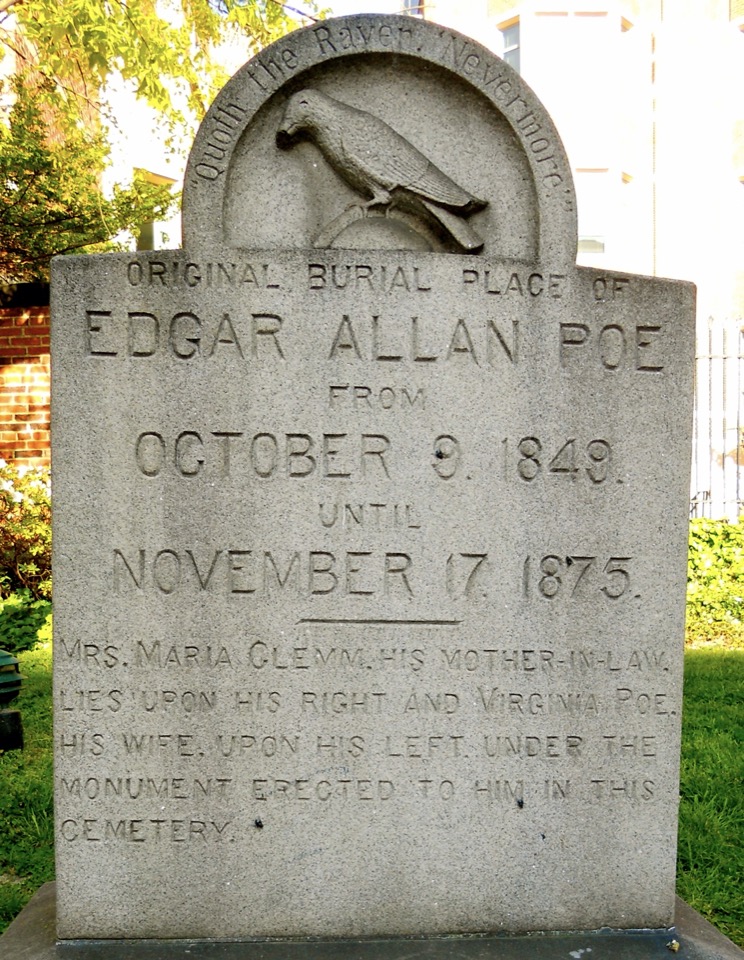 "Quoth the Raven, "Nevermore""
ORIGINAL BURIAL PLACE OF
EDGAR ALLAN POE
FROM
OCTOBER 9. 1849.
UNTIL
NOVEMBER 17. 1875.
MRS. MARIA CLEMM, HIS MOTHER-IN-LAW,
LIES UPON HIS RIGHT AND VIRGINIA POE,
HIS WIFE, UPON HIS LEFT, UNDER THE
MONUMENT ERECTED TO HIM IN THIS
CEMETERY.